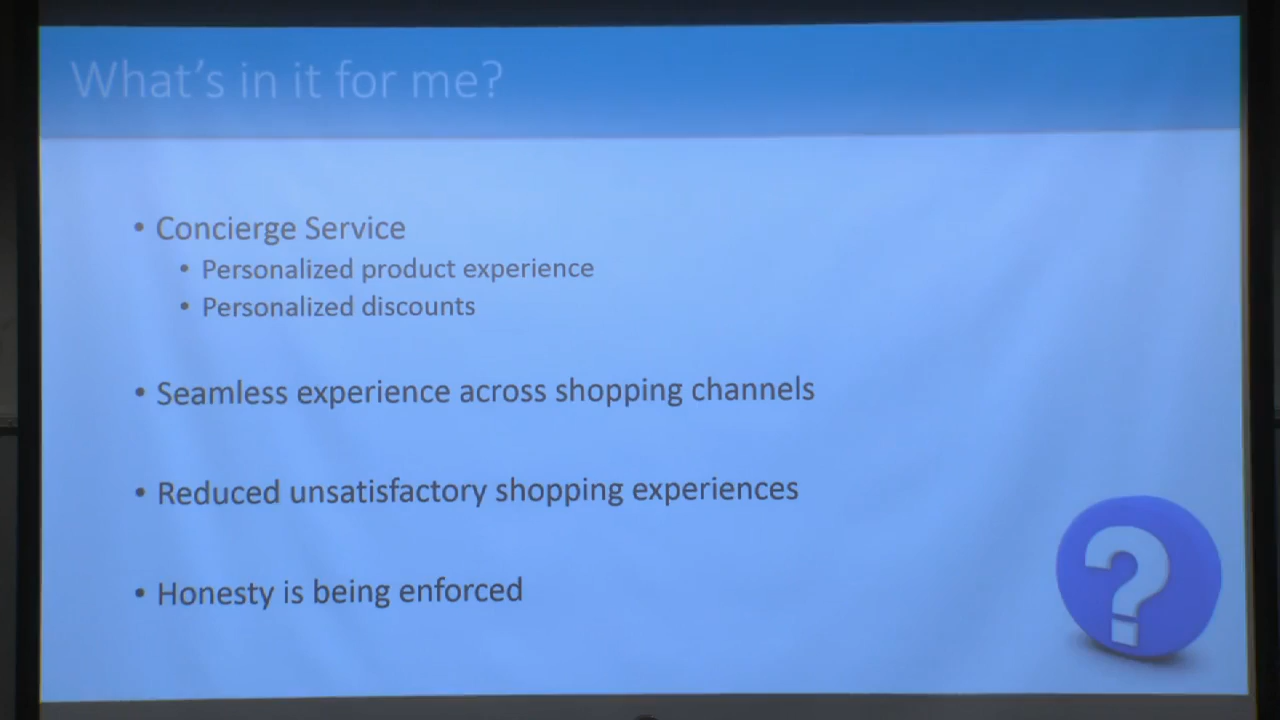 What's in it for me?
• Concierge Service
• Personalized product experience
• Personalized discounts
• Seamless experience across shopping channels
• Reduced unsatisfactory shopping experiences
• Honesty is being enforced
?